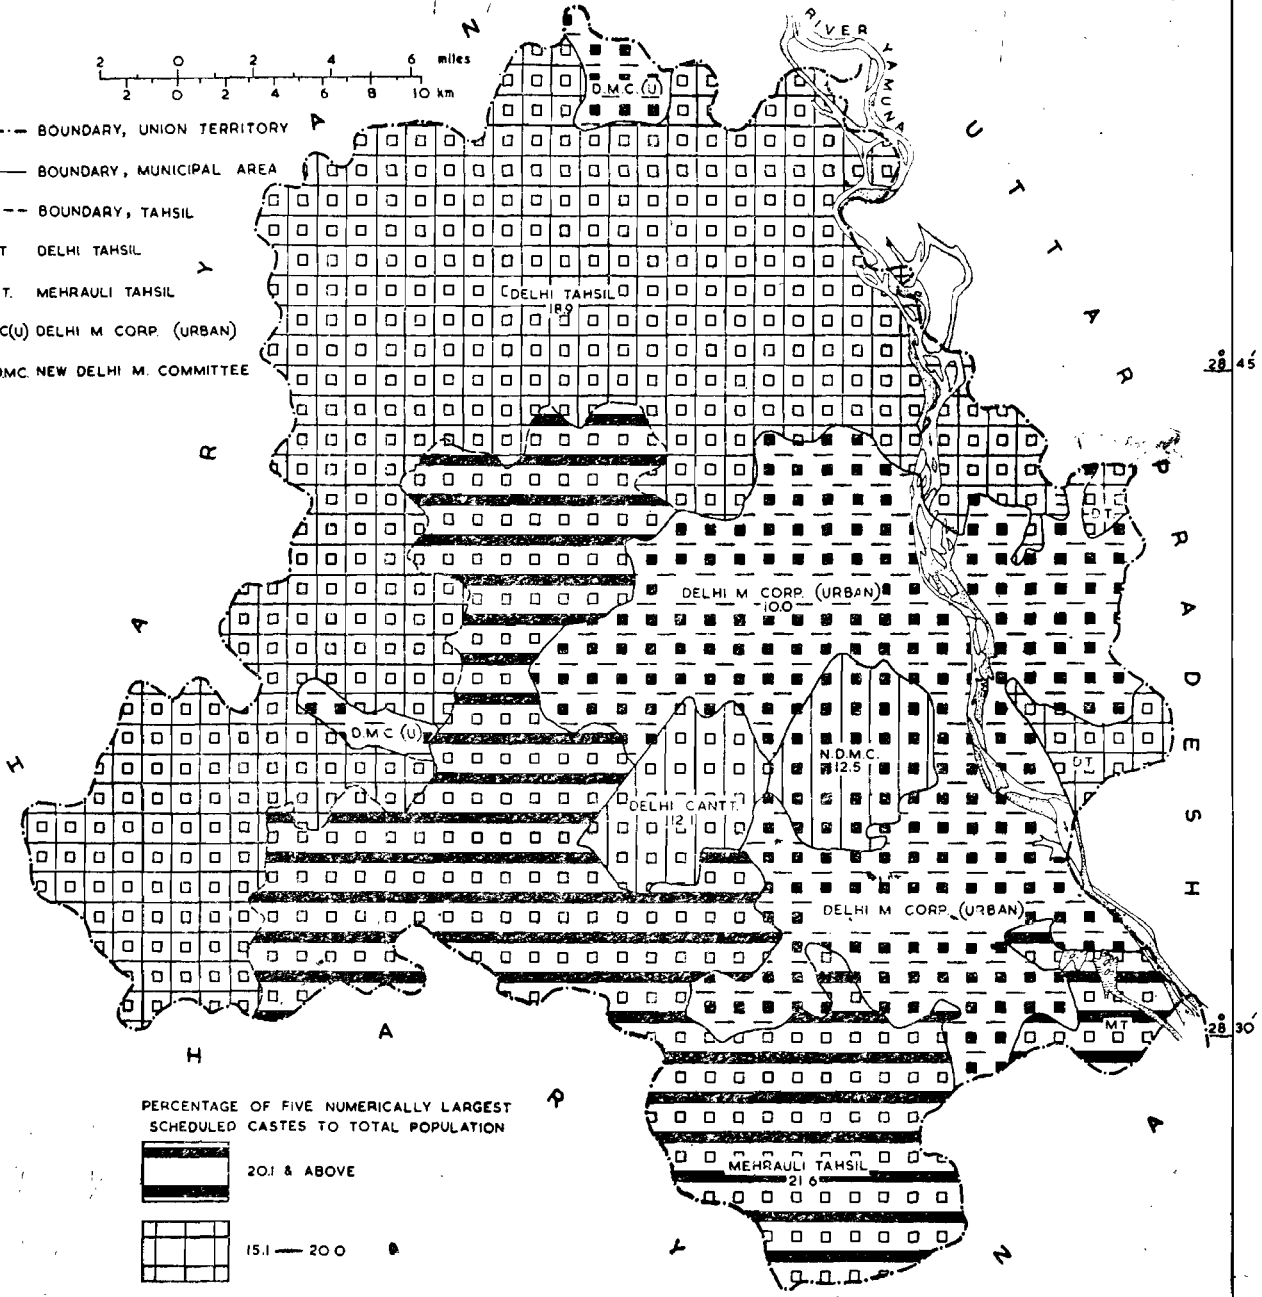 2 0 2 4 6 miles
2 0 2 4 6 8 10 km
BOUNDARY, UNION TERRITORY
BOUNDARY, MUNICIPAL AREA
BOUNDARY, TAHSIL
T DELHI TAHSIL
T. MEHRAULI TAHSIL
C(U) DELHI M CORP. (URBAN)
DMC. NEW DELHI M. COMMITTEE
RIVER YAMUNA
UTTAR PRADESH
HARYANA
HARYANA
D.M.C.(U)
DELHI TAHSIL
18.9
28° 45′
DT
DELHI M CORP. (URBAN)
10.0
D.M.C (U)
N.D.M.C.
12.5
DT
DELHI CANTT.
12.1
DELHI M CORP. (URBAN)
MT
28° 30′
MEHRAULI TAHSIL
21.6
PERCENTAGE OF FIVE NUMERICALLY LARGEST
SCHEDULED CASTES TO TOTAL POPULATION
20.1 & ABOVE
15.1 — 20.0